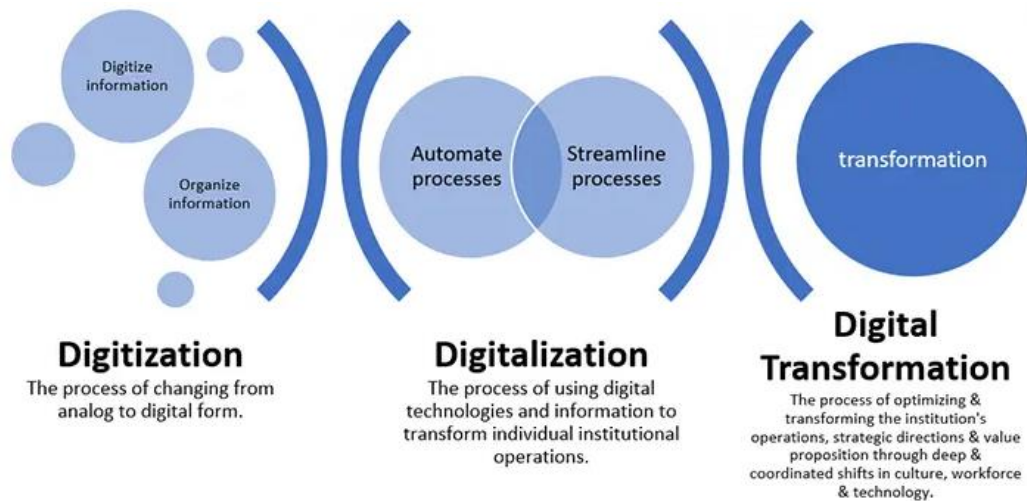 Digitize
information
Organize
information
Automate
processes
Streamline
processes
transformation
Digitization
The process of changing from
analog to digital form.
Digitalization
The process of using digital
technologies and information to
transform individual institutional
operations.
Digital
Transformation
The process of optimizing &
transforming the institution's
operations, strategic directions & value
proposition through deep &
coordinated shifts in culture, workforce
& technology.